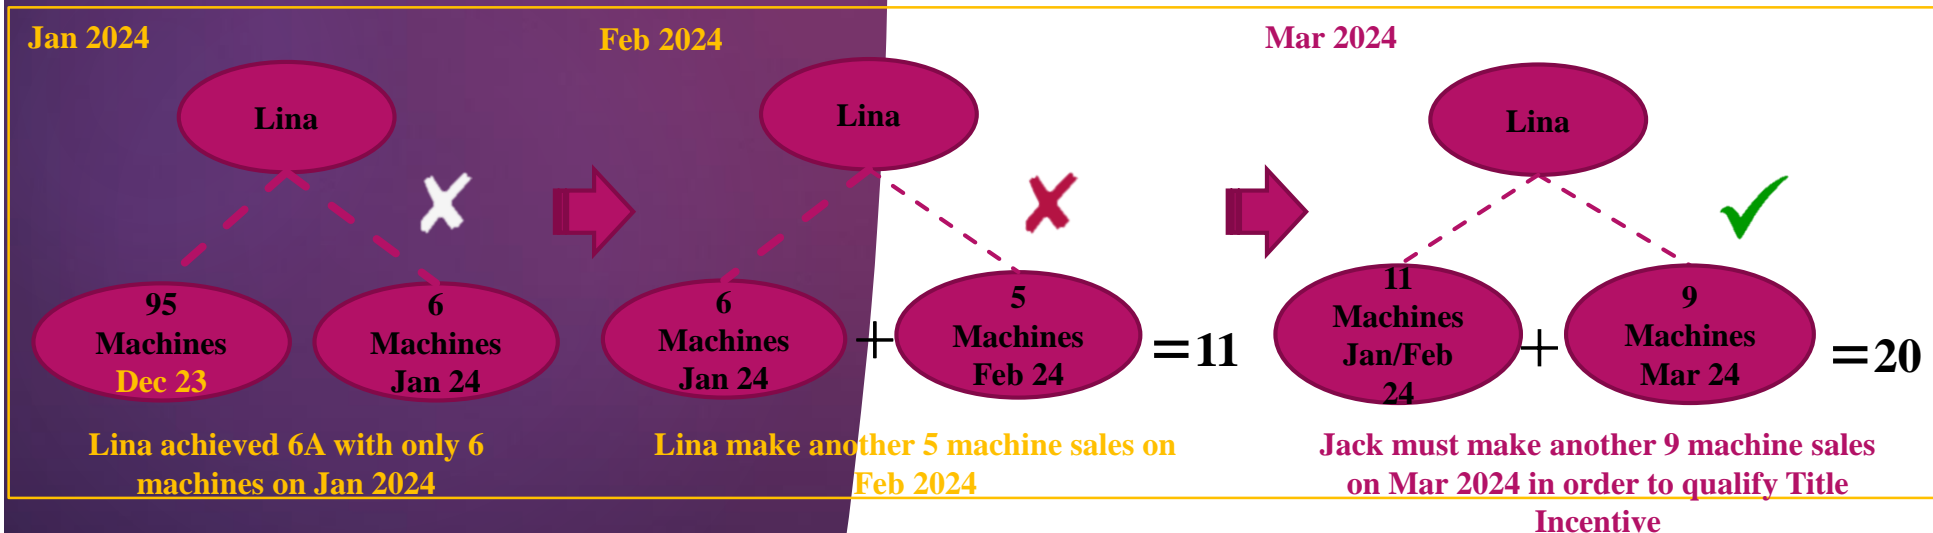 Jan 2024
Lina
95
Machines
Dec 23
6
Machines
Jan 24
Lina achieved 6A with only 6
machines on Jan 2024
Feb 2024
Lina
6
Machines
Jan 24
+
5
Machines
Feb 24
=11
Lina make another 5 machine sales on
Feb 2024
Mar 2024
Lina
11
Machines
Jan/Feb
24
+
9
Machines
Mar 24
=20
Jack must make another 9 machine sales
on Mar 2024 in order to qualify Title
Incentive